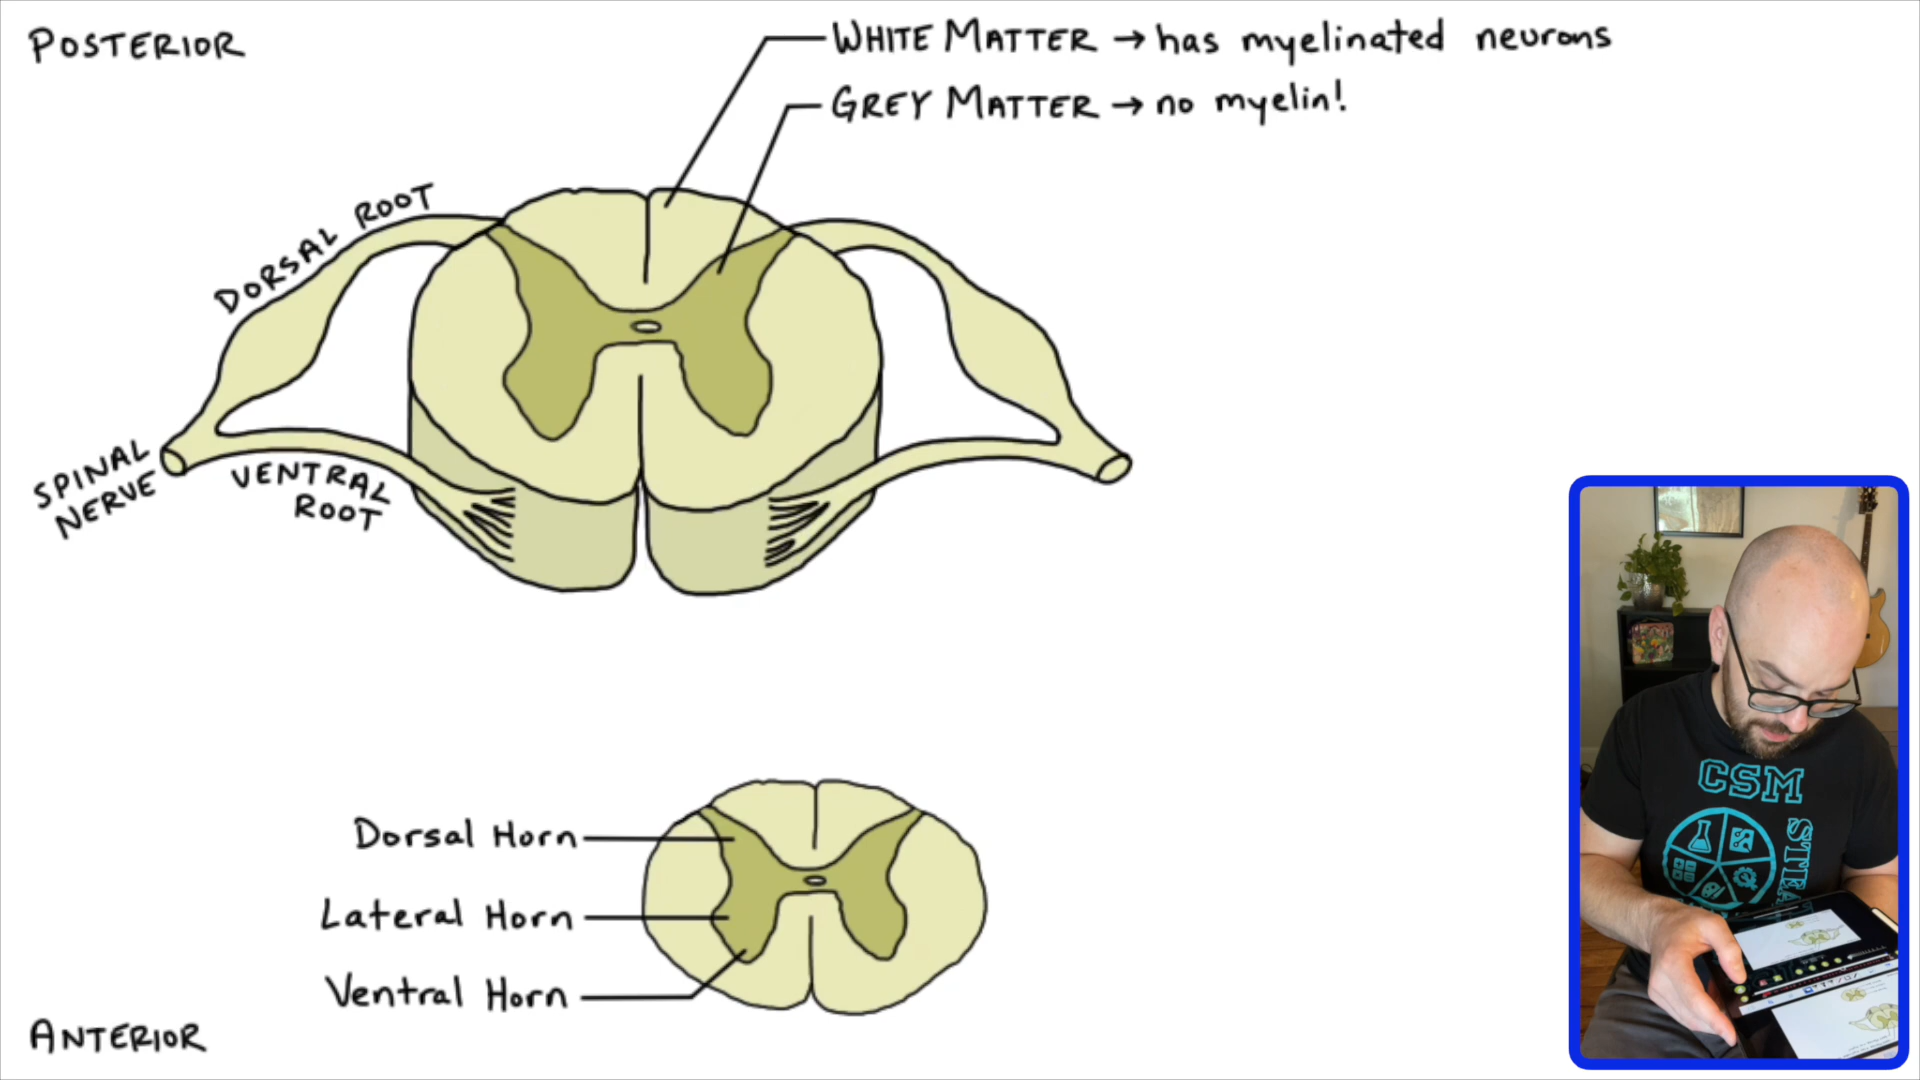 POSTERIOR
WHITE MATTER → has myelinated neurons
GREY MATTER → no myelin!
DORSAL ROOT
SPINAL
NERVE
VENTRAL
ROOT
Dorsal Horn
Lateral Horn
Ventral Horn
ANTERIOR
CSM